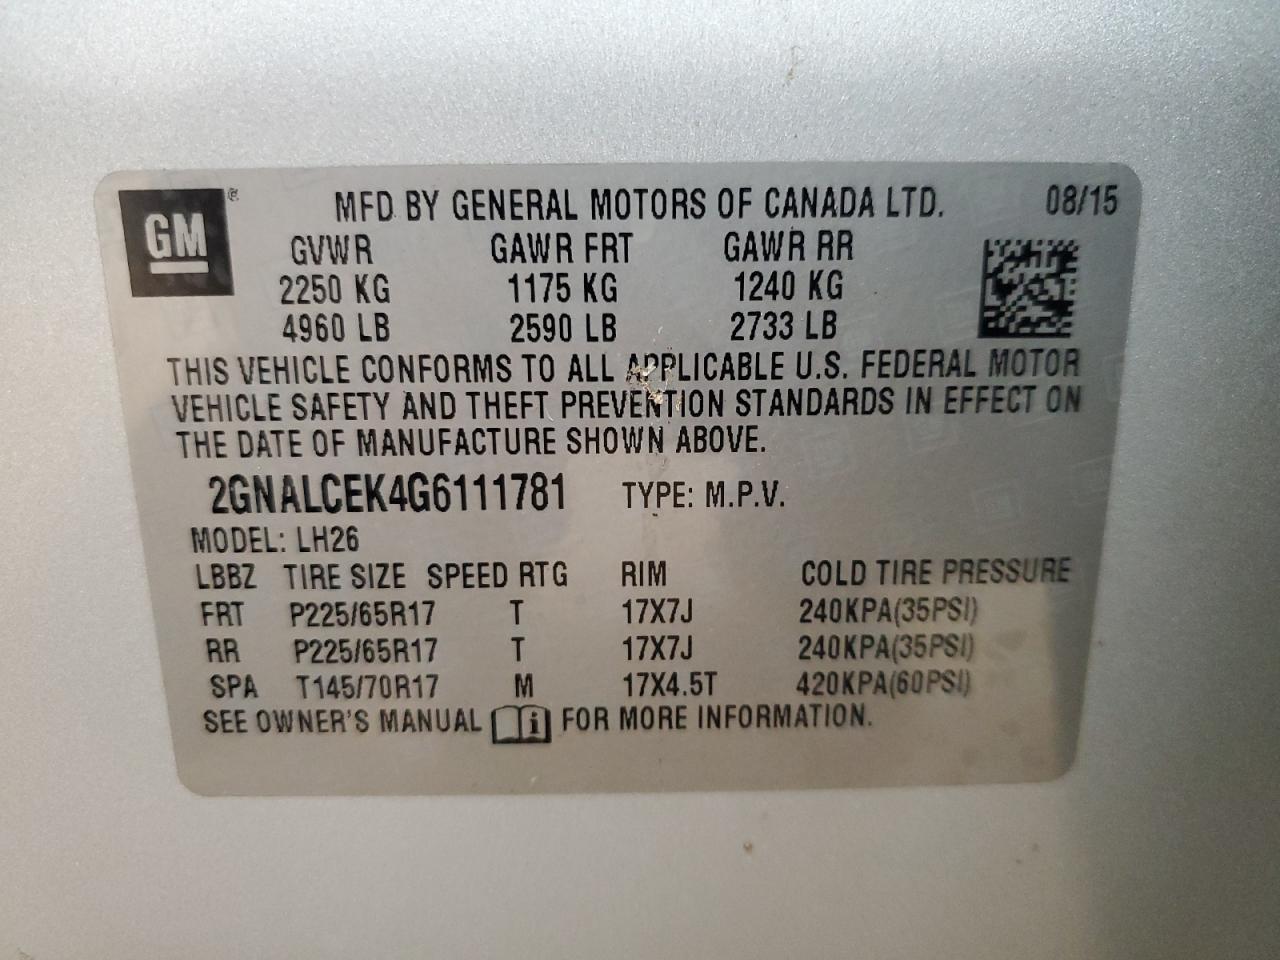 GM ® MFD BY GENERAL MOTORS OF CANADA LTD. 08/15
GVWR GAWR FRT GAWR RR
2250 KG 1175 KG 1240 KG
4960 LB 2590 LB 2733 LB
THIS VEHICLE CONFORMS TO ALL APPLICABLE U.S. FEDERAL MOTOR
VEHICLE SAFETY AND THEFT PREVENTION STANDARDS IN EFFECT ON
THE DATE OF MANUFACTURE SHOWN ABOVE.
2GNALCEK4G6111781 TYPE: M.P.V.
MODEL: LH26
LBBZ TIRE SIZE SPEED RTG RIM COLD TIRE PRESSURE
FRT P225/65R17 T 17X7J 240KPA(35PSI)
RR P225/65R17 T 17X7J 240KPA(35PSI)
SPA T145/70R17 M 17X4.5T 420KPA(60PSI)
SEE OWNER'S MANUAL i FOR MORE INFORMATION.